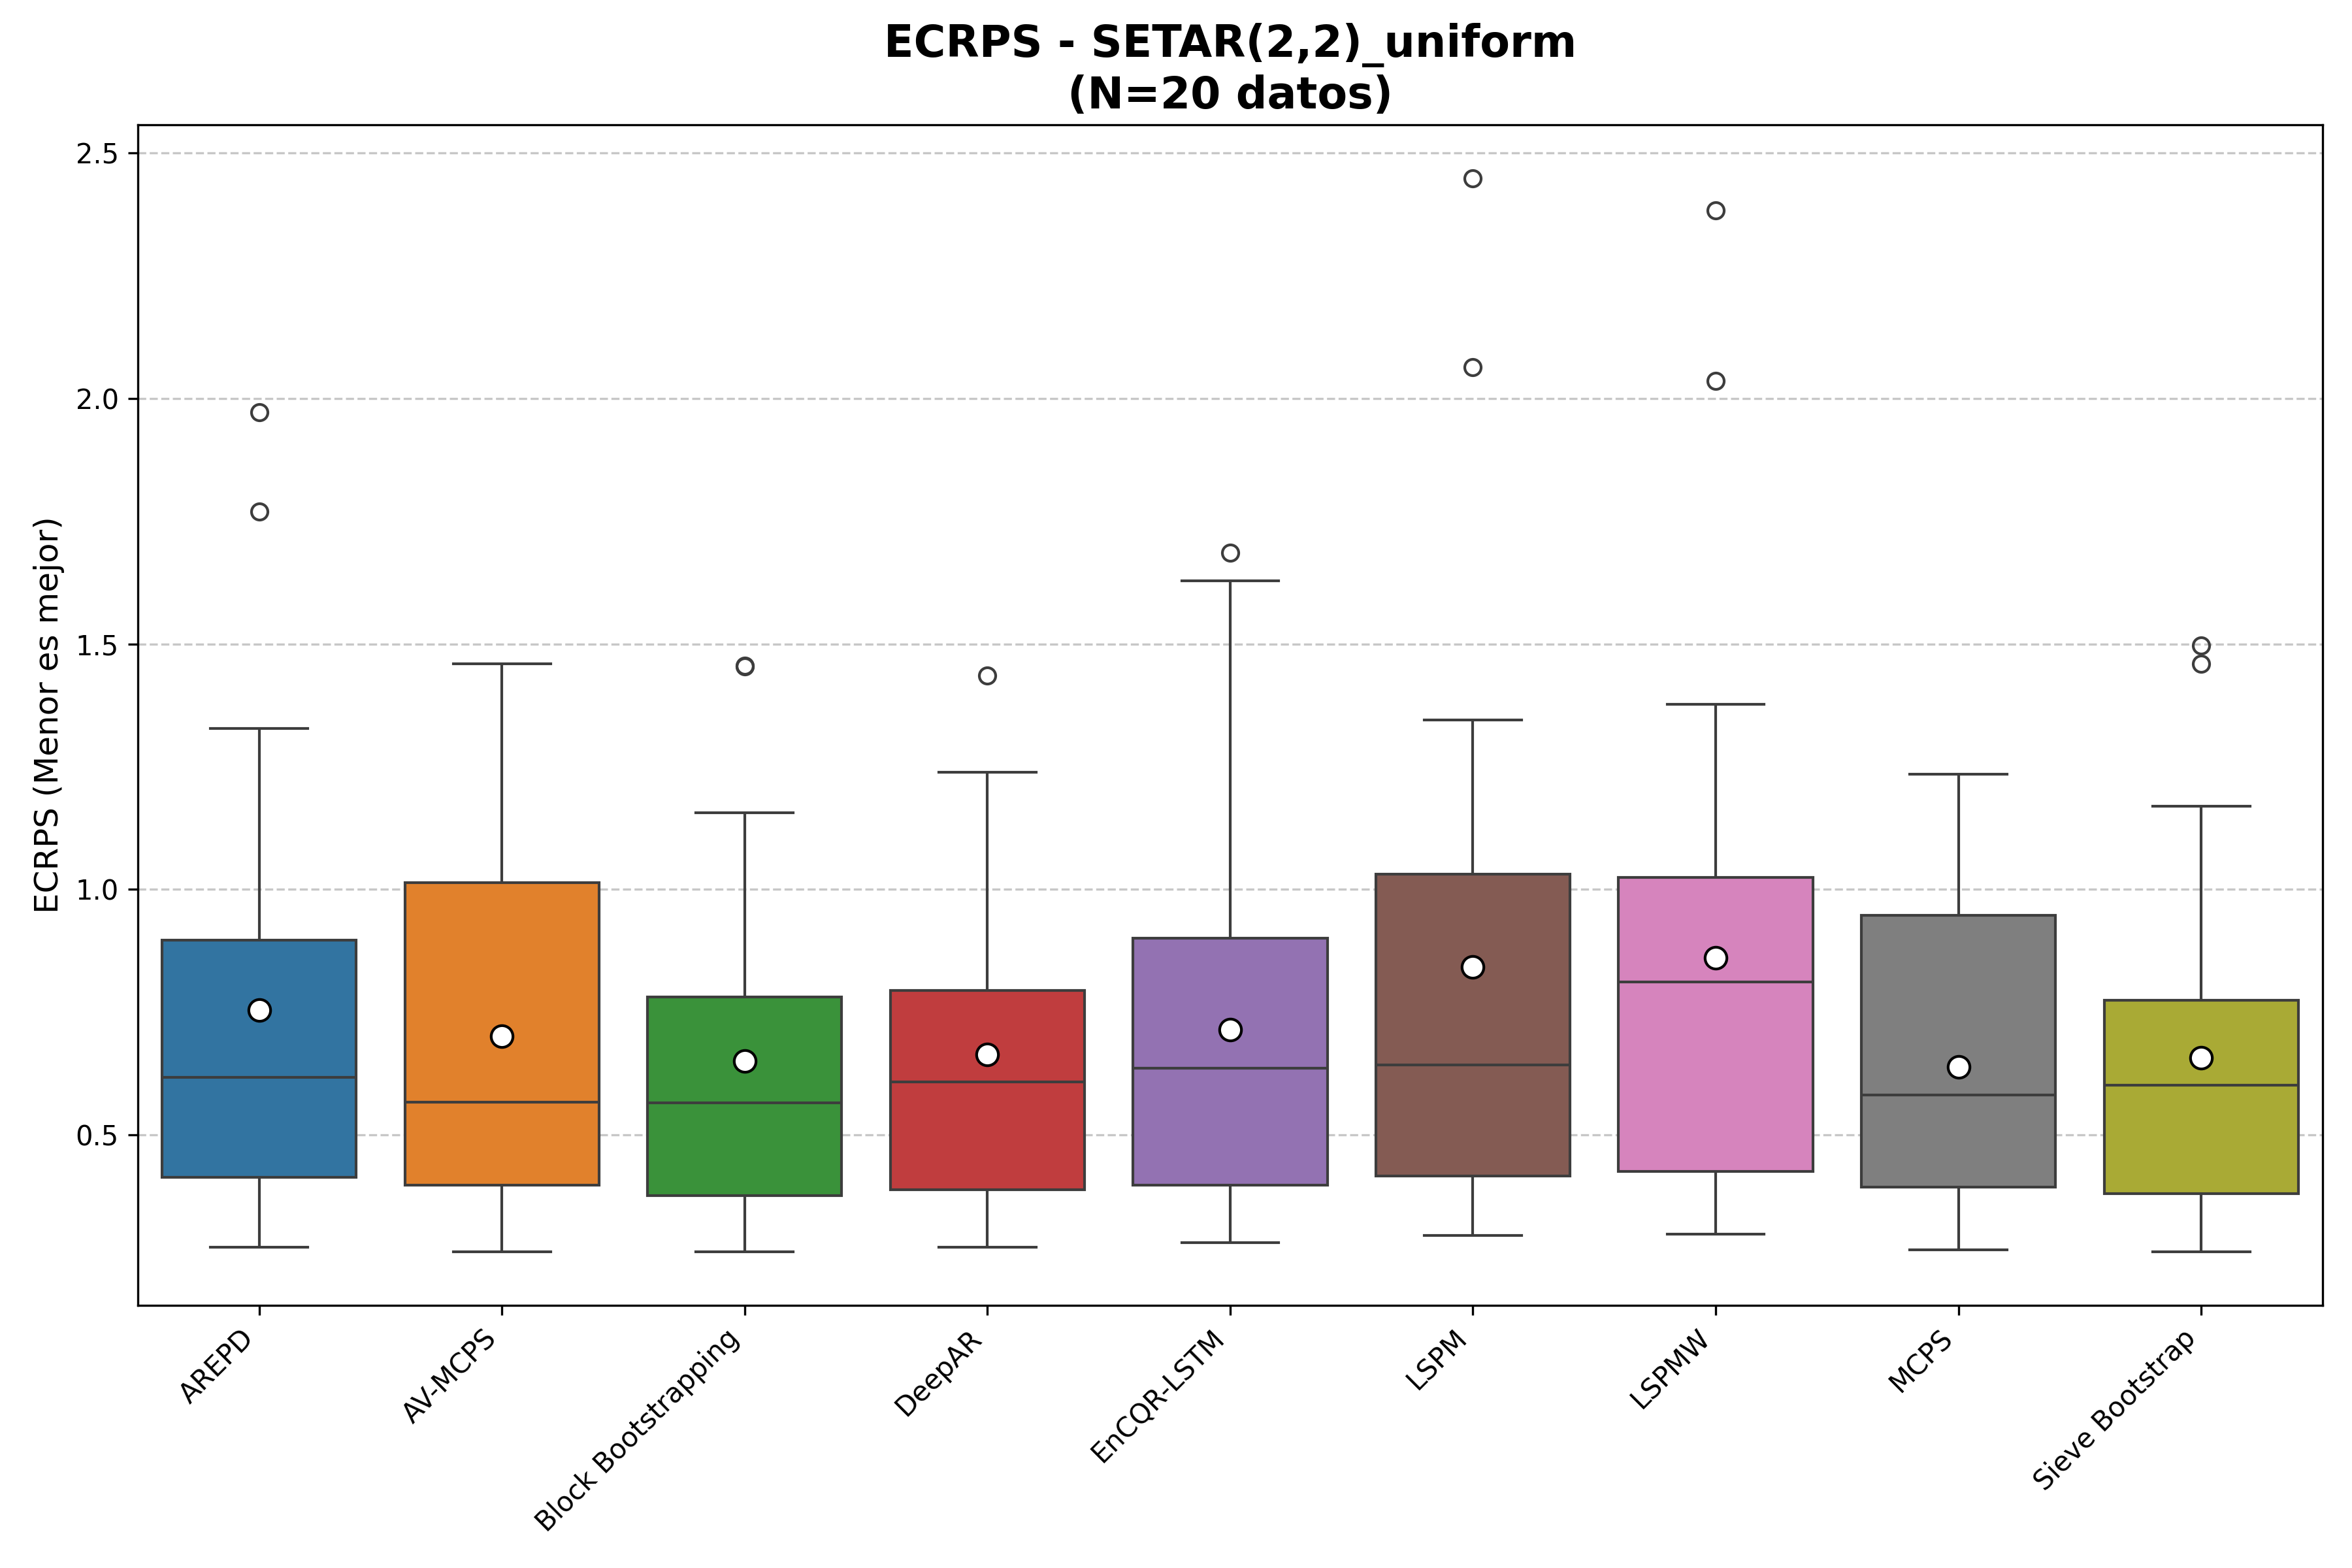 ECRPS - SETAR(2,2)_uniform
(N=20 datos)
ECRPS (Menor es mejor)
2.5
2.0
1.5
1.0
0.5
AREPD
AV-MCPS
Block Bootstrapping
DeepAR
EnCQR-LSTM
LSPM
LSPMW
MCPS
Sieve Bootstrap